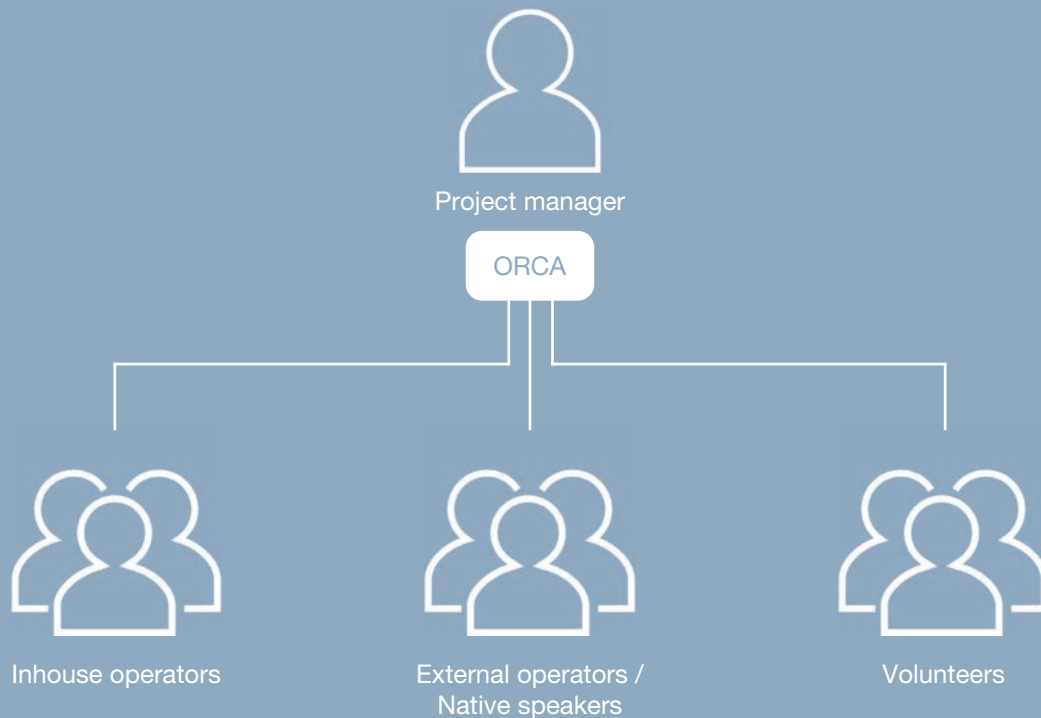 Project manager
ORCA
Inhouse operators
External operators /
Native speakers
Volunteers